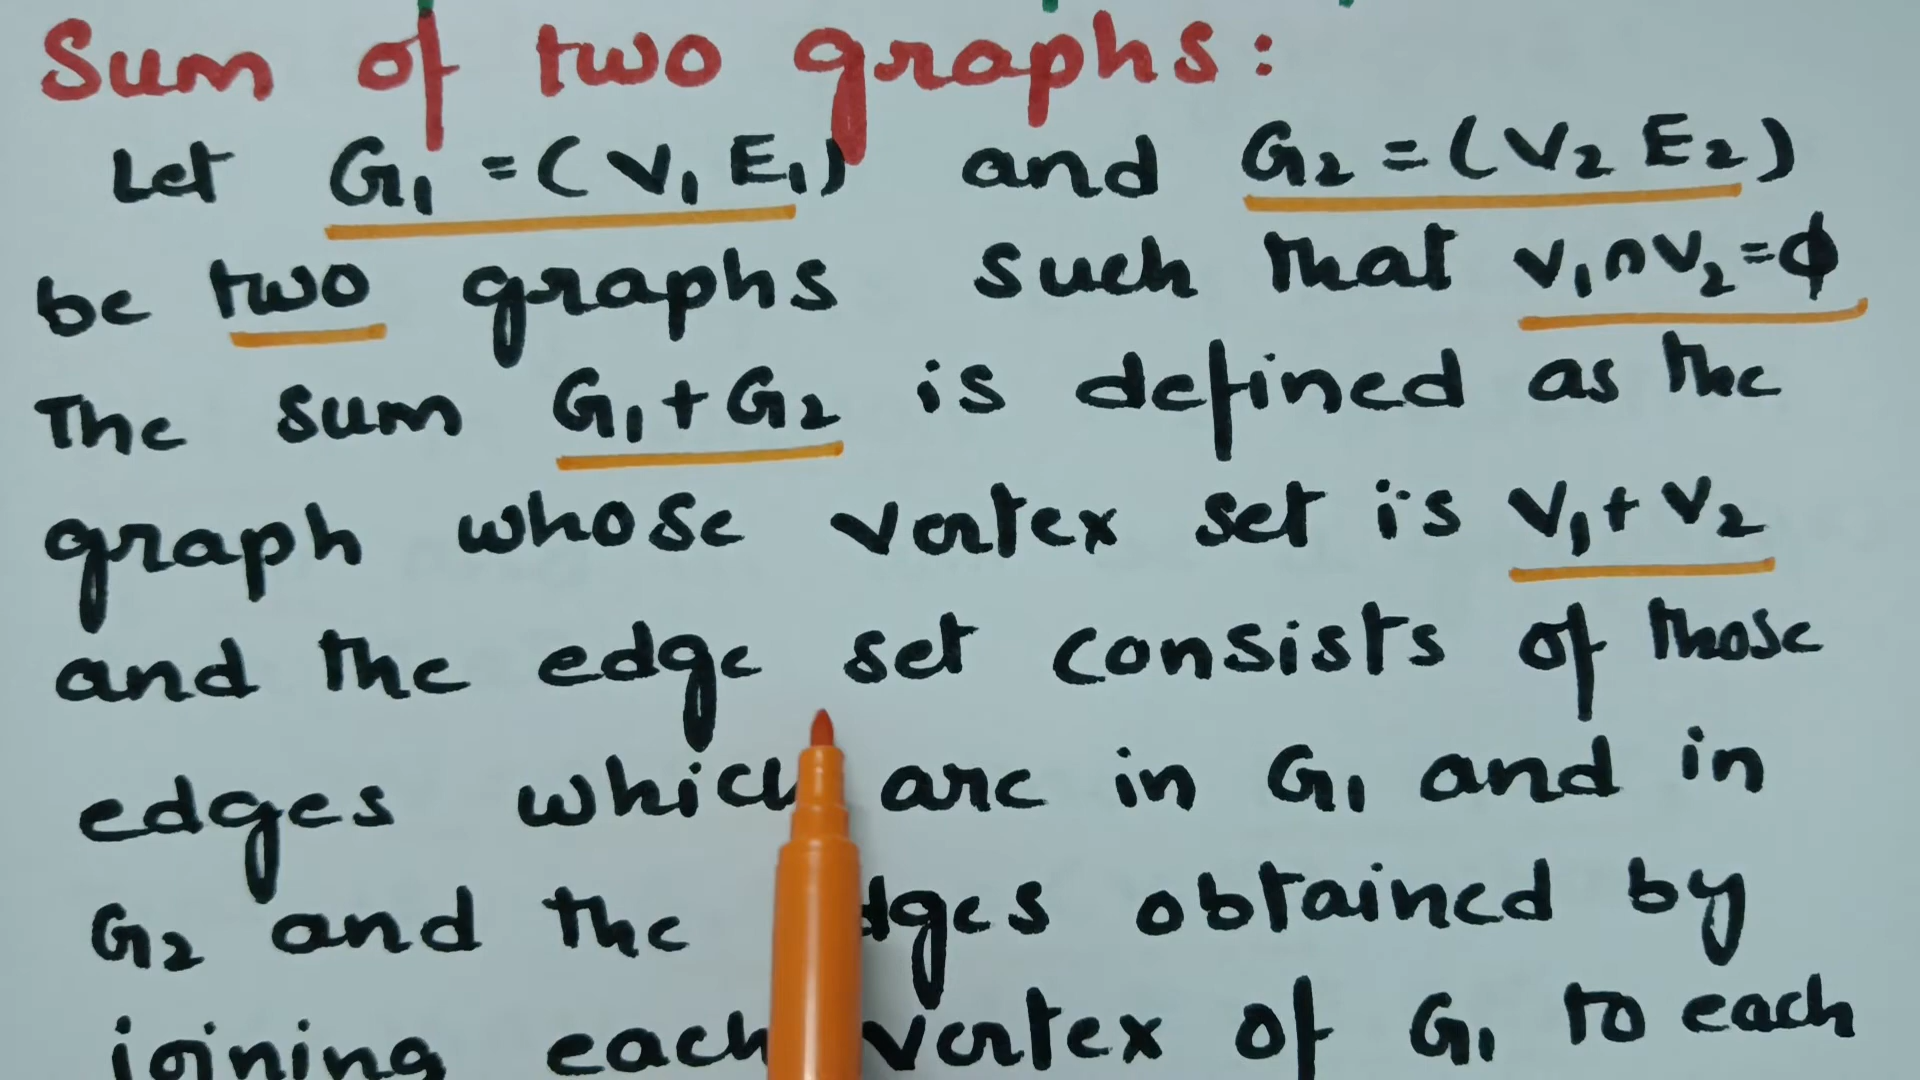 Sum of two graphs:
Let G1 = (V1 E1) and G2 = (V2 E2)
be two graphs such that V1∩V2=ϕ
The sum G1+G2 is defined as the
graph whose vertex set is V1+V2
and the edge set consists of those
edges which are in G1 and in
G2 and the edges obtained by
joining each vertex of G1 to each